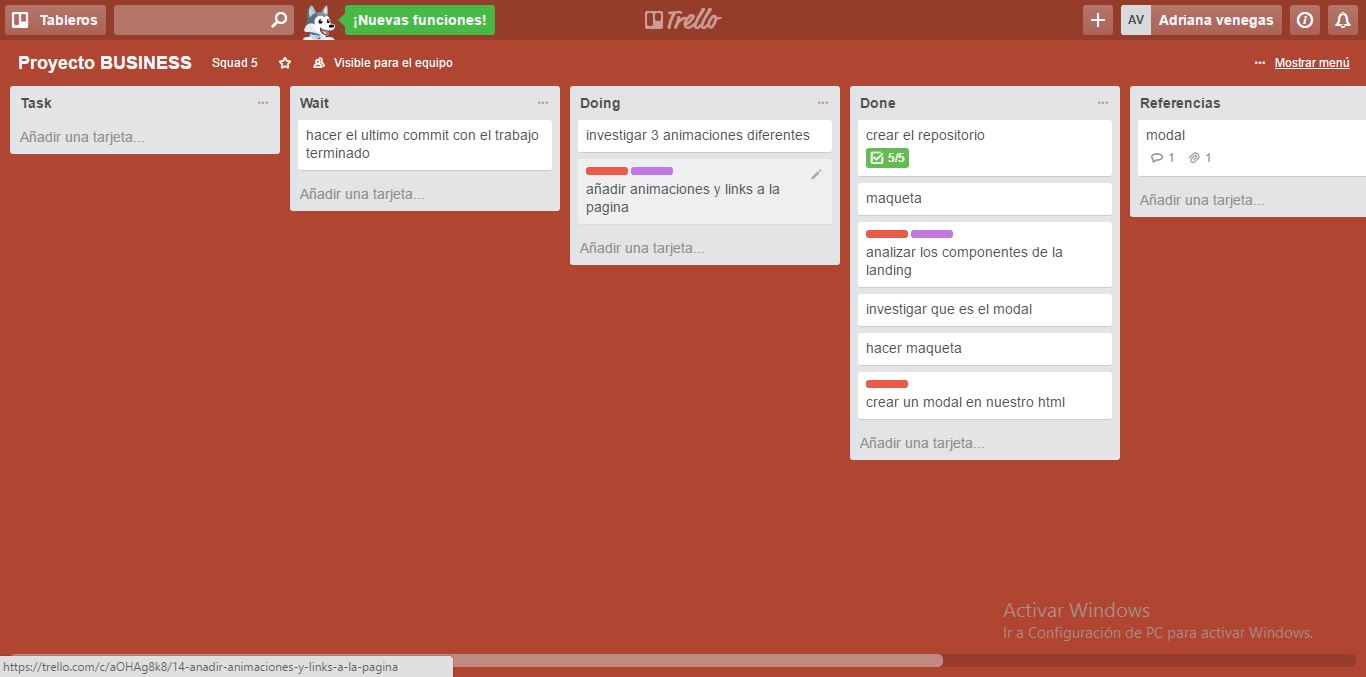 Tableros
¡Nuevas funciones!
Trello
AV
Adriana venegas
Proyecto BUSINESS
Squad 5
Visible para el equipo
Mostrar menú
Task
Añadir una tarjeta...
Wait
hacer el ultimo commit con el trabajo
terminado
Añadir una tarjeta...
Doing
investigar 3 animaciones diferentes
añadir animaciones y links a la
pagina
Añadir una tarjeta...
Done
crear el repositorio
5/5
maqueta
analizar los componentes de la
landing
investigar que es el modal
hacer maqueta
crear un modal en nuestro html
Añadir una tarjeta...
Referencias
modal
1 1
Añadir una tarjeta...
Activar Windows
Ir a Configuración de PC para activar Windows.
https://trello.com/c/aOHAg8k8/14-anadir-animaciones-y-links-a-la-pagina